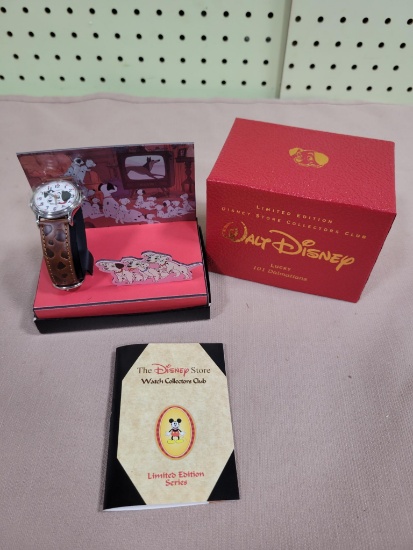 LIMITED EDITION
DISNEY STORE COLLECTORS CLUB
WALT DISNEY
LUCKY
101 Dalmatians
The DISNEY Store
Watch Collectors Club
Limited Edition
Series